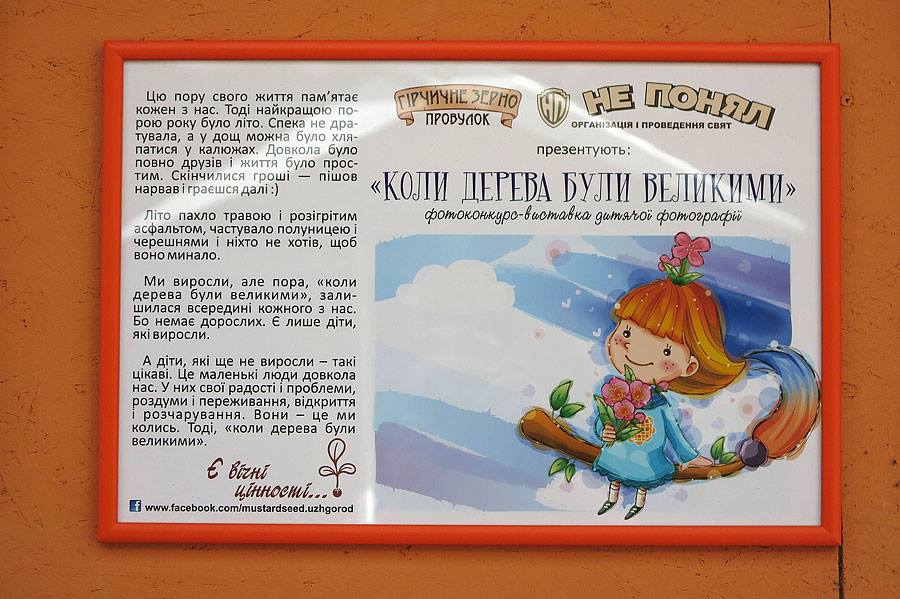 Цю пору свого життя пам’ятає
кожен з нас. Тоді найкращою по-
рою року було літо. Спека не дра-
тувала, а у дощ можна було хля-
патися у калюжах. Довкола було
повно друзів і життя було прос-
тим. Скінчилися гроші — пішов
нарвав і граєшся далі :)
Літо пахло травою і розігрітим
асфальтом, частувало полуницею і
черешнями і ніхто не хотів, щоб
воно минало.
Ми виросли, але пора, «коли
дерева були великими», зали-
шилася всередині кожного з нас.
Бо немає дорослих. Є лише діти,
які виросли.
А діти, які ще не виросли – такі
цікаві. Це маленькі люди довкола
нас. У них свої радості і проблеми,
роздуми і переживання, відкриття
і розчарування. Вони – це ми
колись. Тоді, «коли дерева були
великими».
Є вічні
цінності...
f www.facebook.com/mustardseed.uzhgorod
ГІРЧИЧНЕ ЗЕРНО
ПРОВУЛОК
НП НЕ ПОНЯЛ
ОРГАНІЗАЦІЯ І ПРОВЕДЕННЯ СВЯТ
презентують:
«КОЛИ ДЕРЕВА БУЛИ ВЕЛИКИМИ»
фотоконкурс-виставка дитячої фотографії